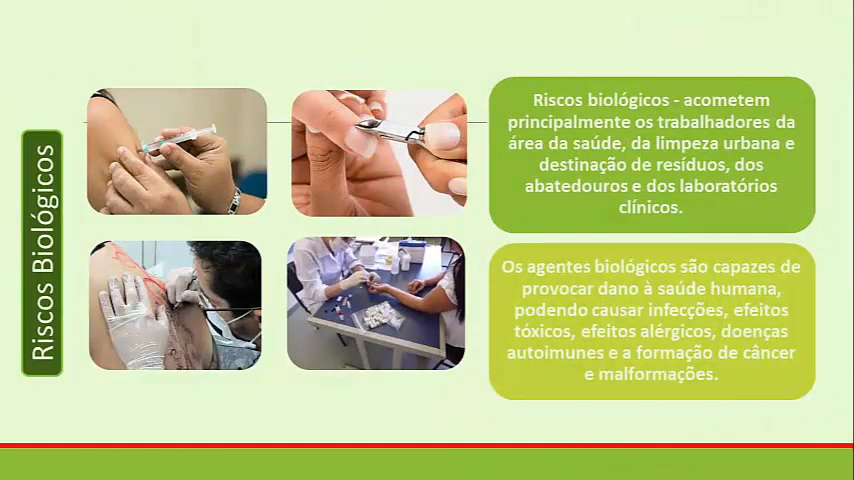 Riscos Biológicos
Riscos biológicos - acometem
principalmente os trabalhadores da
área da saúde, da limpeza urbana e
destinação de resíduos, dos
abatedouros e dos laboratórios
clínicos.
Os agentes biológicos são capazes de
provocar dano à saúde humana,
podendo causar infecções, efeitos
tóxicos, efeitos alérgicos, doenças
autoimunes e a formação de câncer
e malformações.